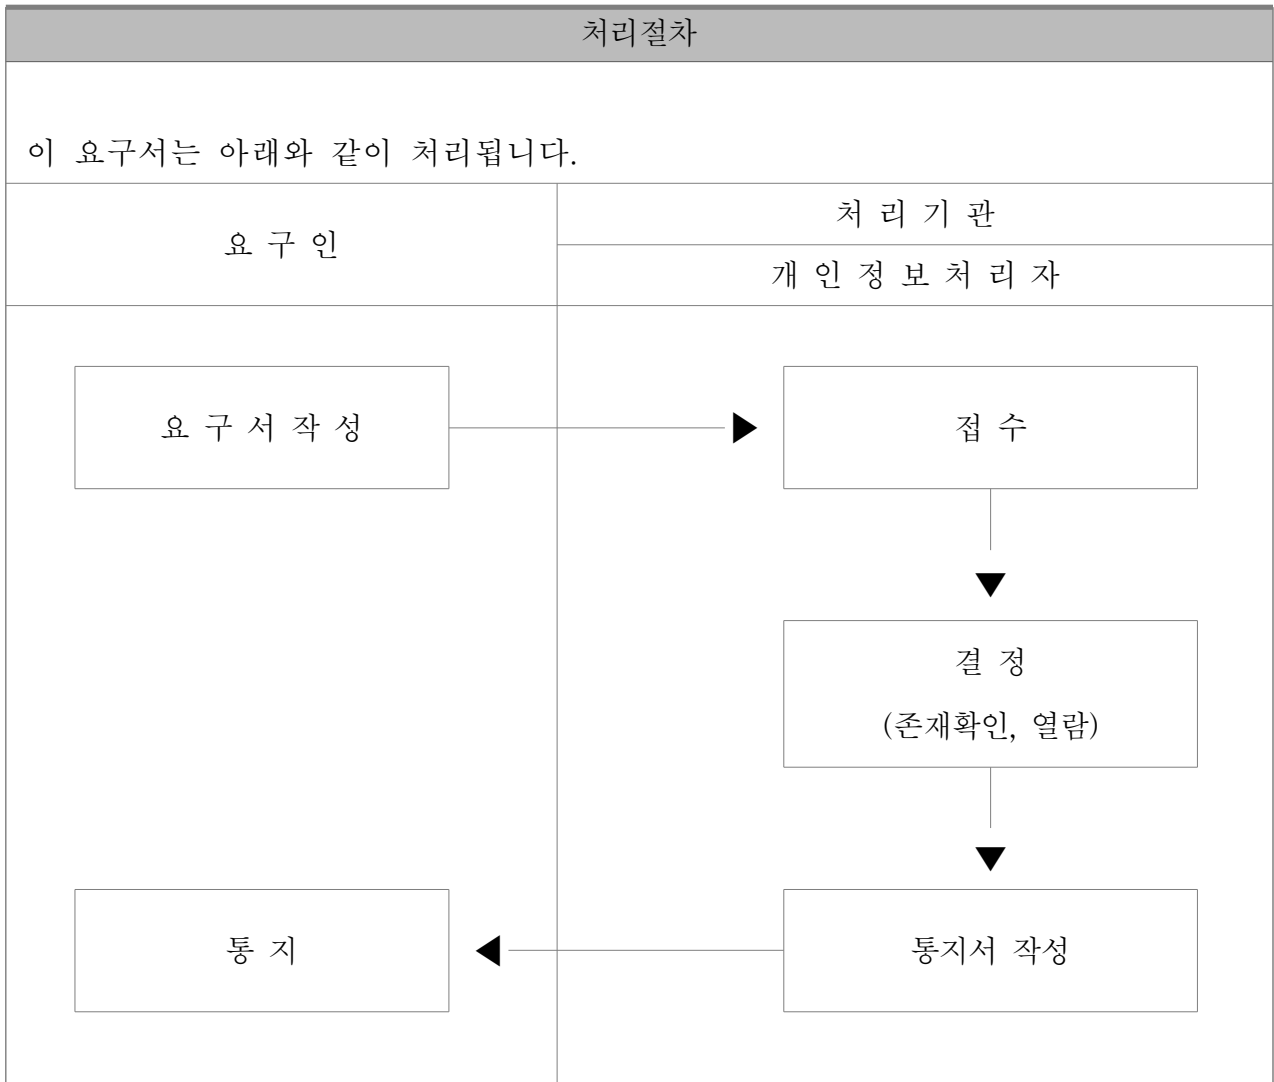 처리절차
이 요구서는 아래와 같이 처리됩니다.
요 구 인
처 리 기 관
개 인 정 보 처 리 자
요 구 서 작 성
접 수
결 정
(존재확인, 열람)
통 지
통지서 작성